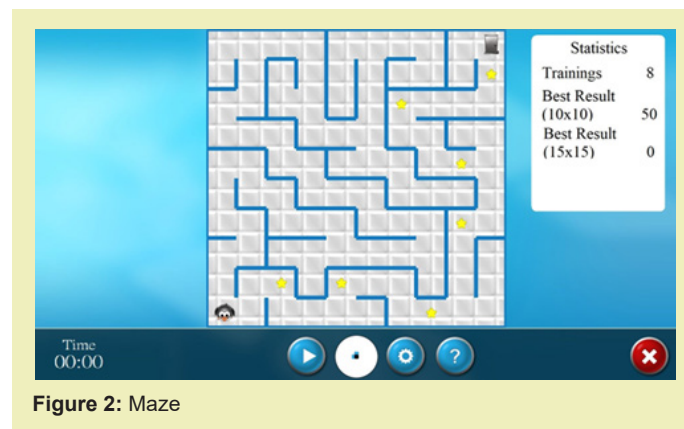 Statistics
Trainings 8
Best Result
(10x10) 50
Best Result
(15x15) 0
Time
00:00
?
Figure 2: Maze